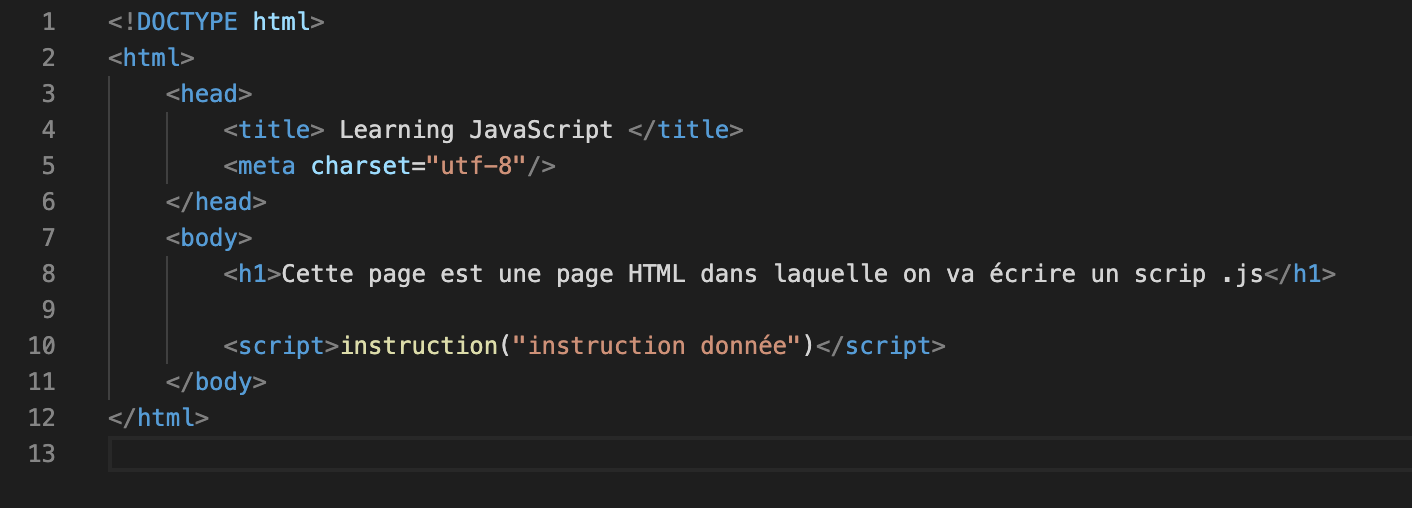 1 <!DOCTYPE html>
2 <html>
3 <head>
4 <title> Learning JavaScript </title>
5 <meta charset="utf-8"/>
6 </head>
7 <body>
8 <h1>Cette page est une page HTML dans laquelle on va écrire un scrip .js</h1>
9
10 <script>instruction("instruction donnée")</script>
11 </body>
12 </html>
13